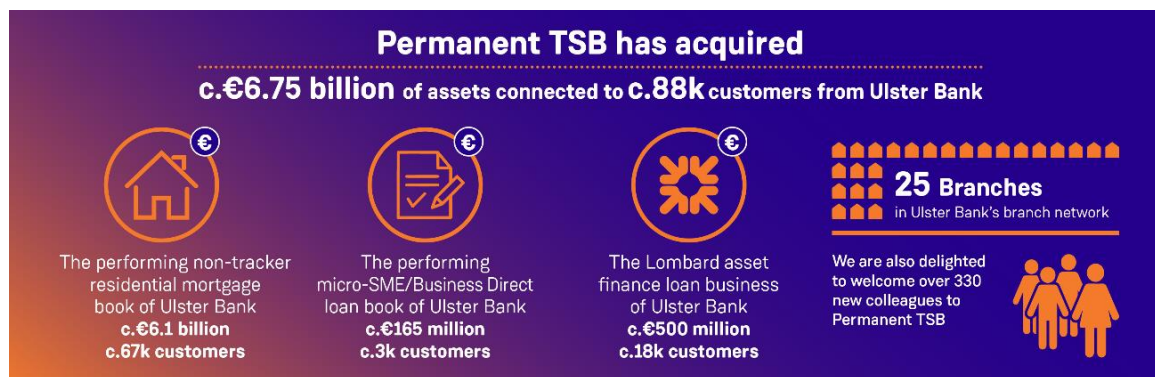 Permanent TSB has acquired
c.€6.75 billion of assets connected to c.88k customers from Ulster Bank
€
The performing non-tracker
residential mortgage
book of Ulster Bank
c.€6.1 billion
c.67k customers
€
The performing
micro-SME/Business Direct
loan book of Ulster Bank
c.€165 million
c.3k customers
€
The Lombard asset
finance loan business
of Ulster Bank
c.€500 million
c.18k customers
25 Branches
in Ulster Bank's branch network
We are also delighted
to welcome over 330
new colleagues to
Permanent TSB